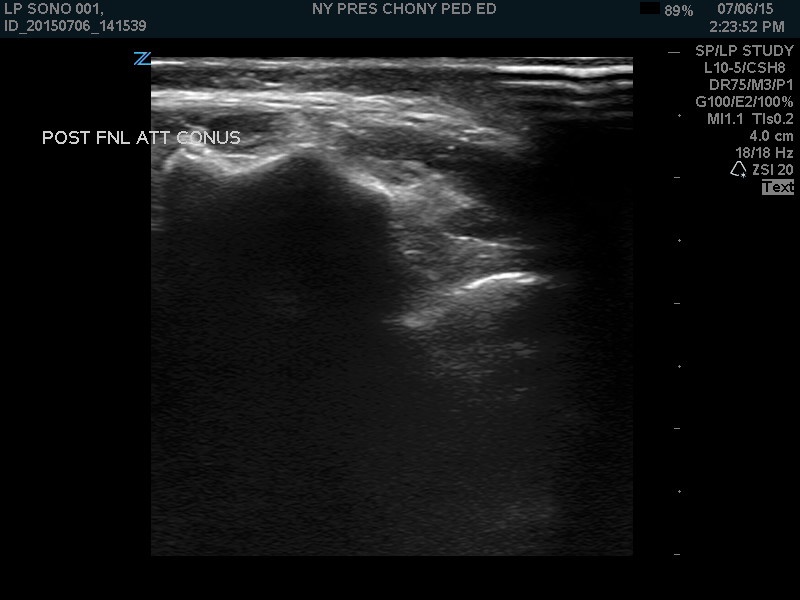 LP SONO 001, NY PRES CHONY PED ED 89% 07/06/15
ID_20150706_141539 2:23:52 PM
SP/LP STUDY
L10-5/CSH8
DR75/M3/P1
G100/E2/100%
MI1.1 TIs0.2
4.0 cm
18/18 Hz
ZSI 20
Text
POST FNL ATT CONUS
Z